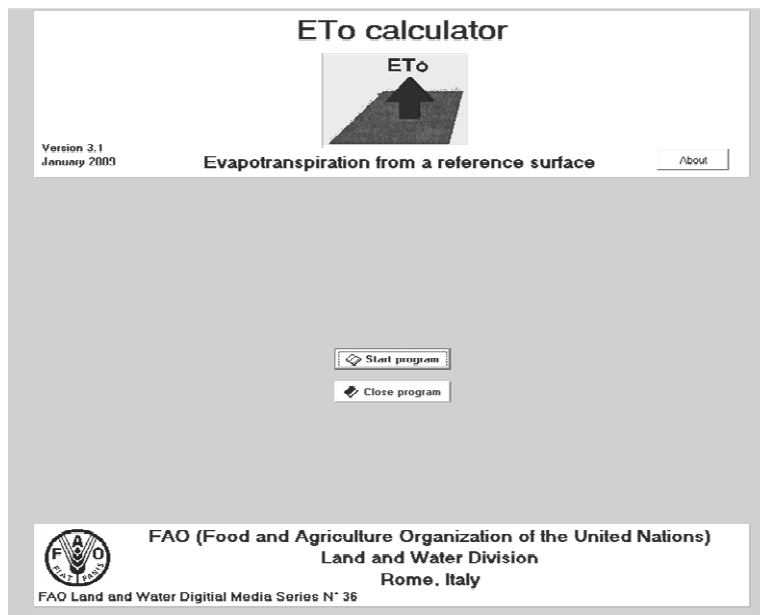 ETo calculator
ETo
Version 3.1
January 2009
Evapotranspiration from a reference surface
About
Start program
Close program
FAO (Food and Agriculture Organization of the United Nations)
Land and Water Division
Rome, Italy
F A O
FIAT PANIS
FAO Land and Water Digitial Media Series N° 36